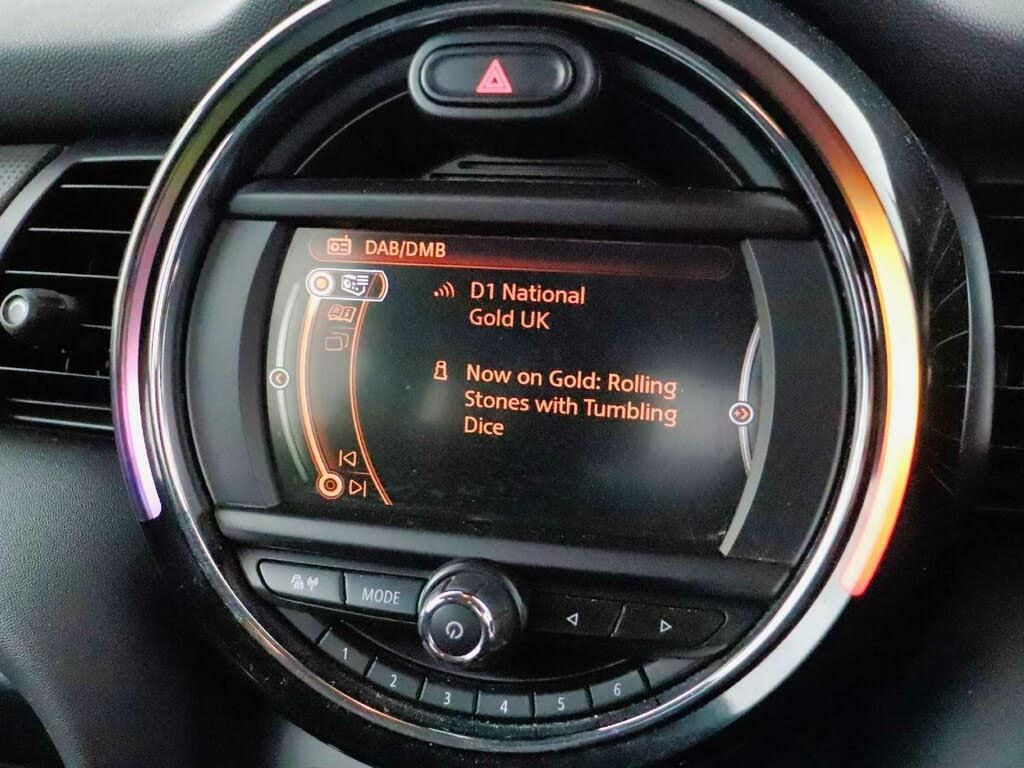 DAB/DMB
D1 National
Gold UK
Now on Gold: Rolling
Stones with Tumbling
Dice
MODE
1
2
3
4
5
6